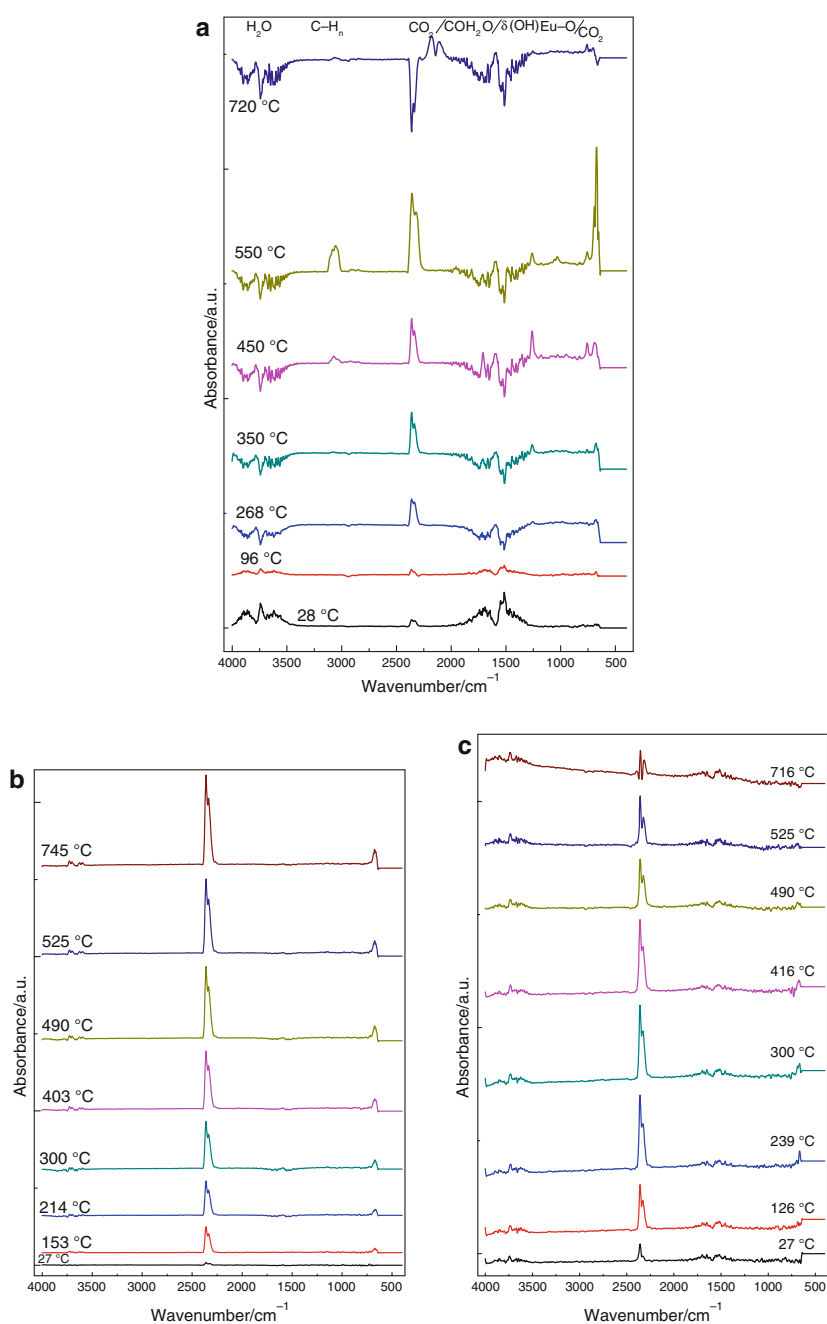 a
H₂O C–Hₙ CO₂/COH₂O/δ(OH)Eu–O/CO₂
720 °C
550 °C
450 °C
350 °C
268 °C
96 °C
28 °C
Absorbance/a.u.
4000 3500 3000 2500 2000 1500 1000 500
Wavenumber/cm⁻¹
b
745 °C
525 °C
490 °C
403 °C
300 °C
214 °C
153 °C
27 °C
Absorbance/a.u.
4000 3500 3000 2500 2000 1500 1000 500
Wavenumber/cm⁻¹
c
716 °C
525 °C
490 °C
416 °C
300 °C
239 °C
126 °C
27 °C
Absorbance/a.u.
4000 3500 3000 2500 2000 1500 1000 500
Wavenumber/cm⁻¹